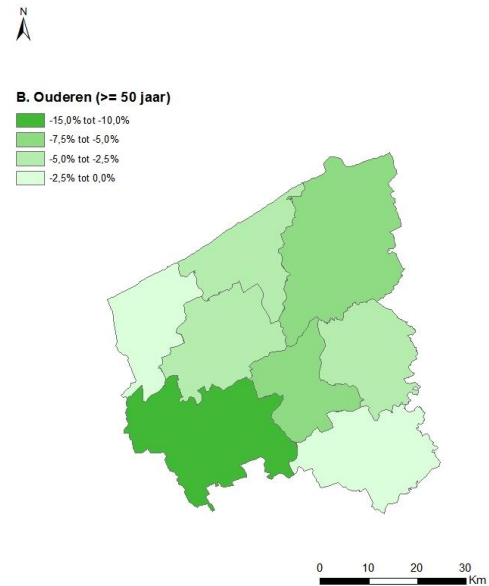 N
B. Ouderen (>= 50 jaar)
-15,0% tot -10,0%
-7,5% tot -5,0%
-5,0% tot -2,5%
-2,5% tot 0,0%
0 10 20 30
Km